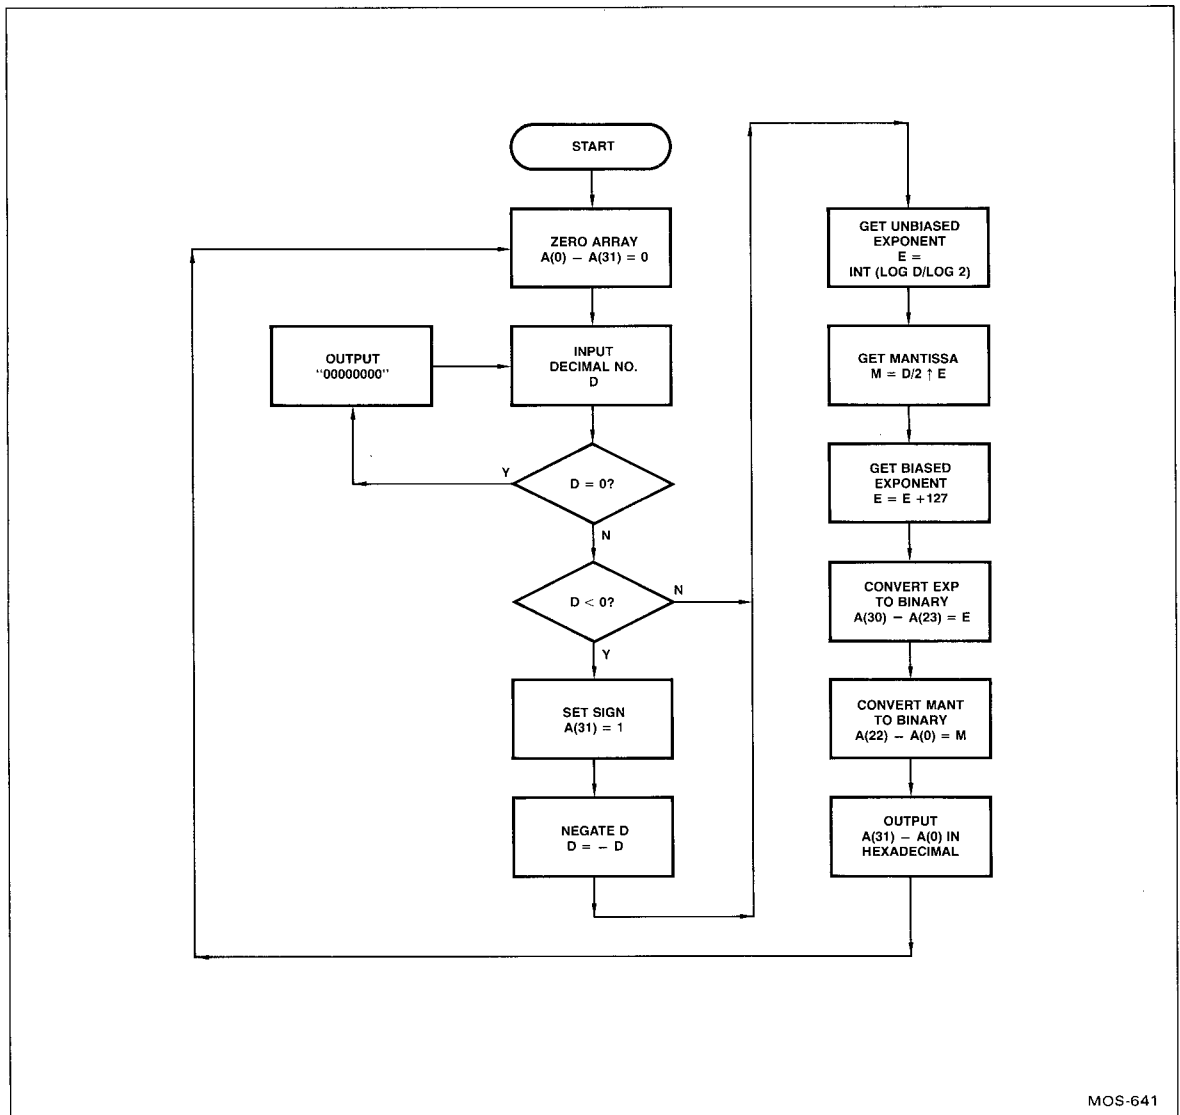 START
ZERO ARRAY
A(0) – A(31) = 0
INPUT
DECIMAL NO.
D
OUTPUT
"00000000"
D = 0?
Y
N
D < 0?
N
Y
SET SIGN
A(31) = 1
NEGATE D
D = – D
GET UNBIASED
EXPONENT
E =
INT (LOG D/LOG 2)
GET MANTISSA
M = D/2 ↑ E
GET BIASED
EXPONENT
E = E +127
CONVERT EXP
TO BINARY
A(30) – A(23) = E
CONVERT MANT
TO BINARY
A(22) – A(0) = M
OUTPUT
A(31) – A(0) IN
HEXADECIMAL
MOS-641